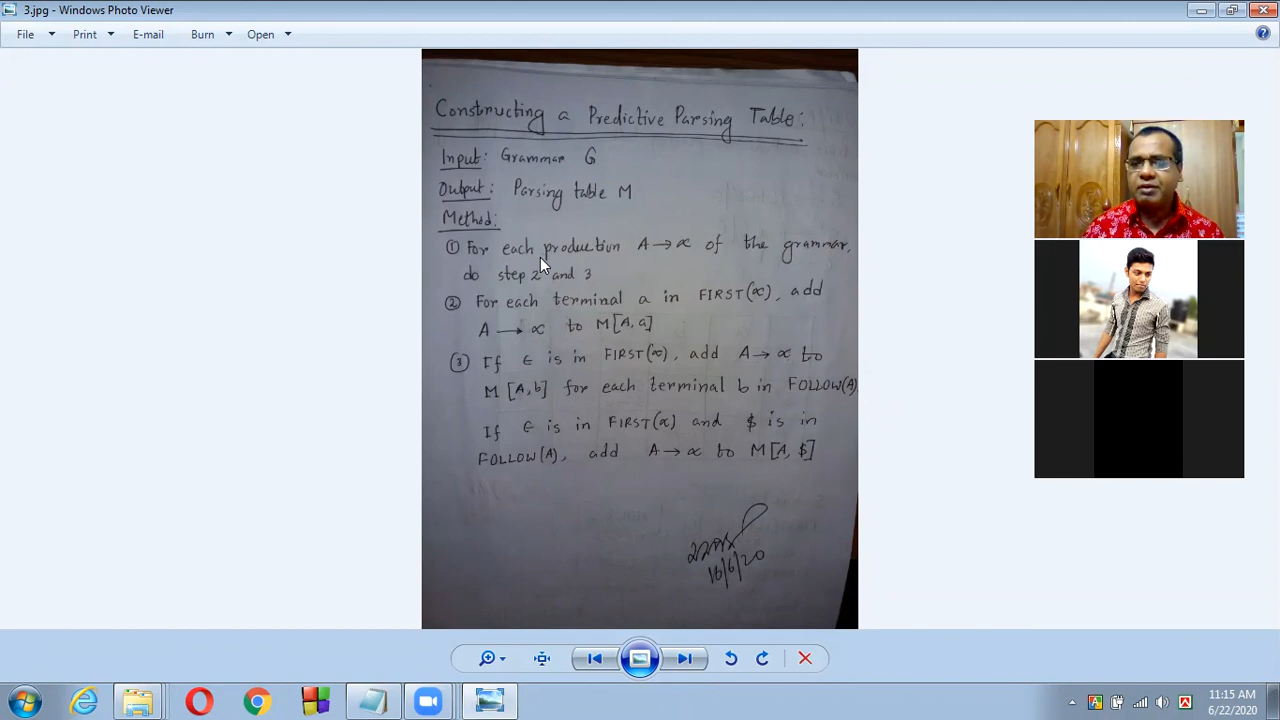 3.jpg - Windows Photo Viewer
File Print E-mail Burn Open
Constructing a Predictive Parsing Table:
Input: Grammar G
Output: Parsing table M
Method:
① For each production A → ∝ of the grammar,
do step 2 and 3
② For each terminal a in FIRST(∝), add
A → ∝ to M[A, a]
③ If ∈ is in FIRST(∝), add A → ∝ to
M [A, b] for each terminal b in FOLLOW(A)
If ∈ is in FIRST(∝) and $ is in
FOLLOW(A), add A → ∝ to M[A, $]
16/6/20
11:15 AM
6/22/2020